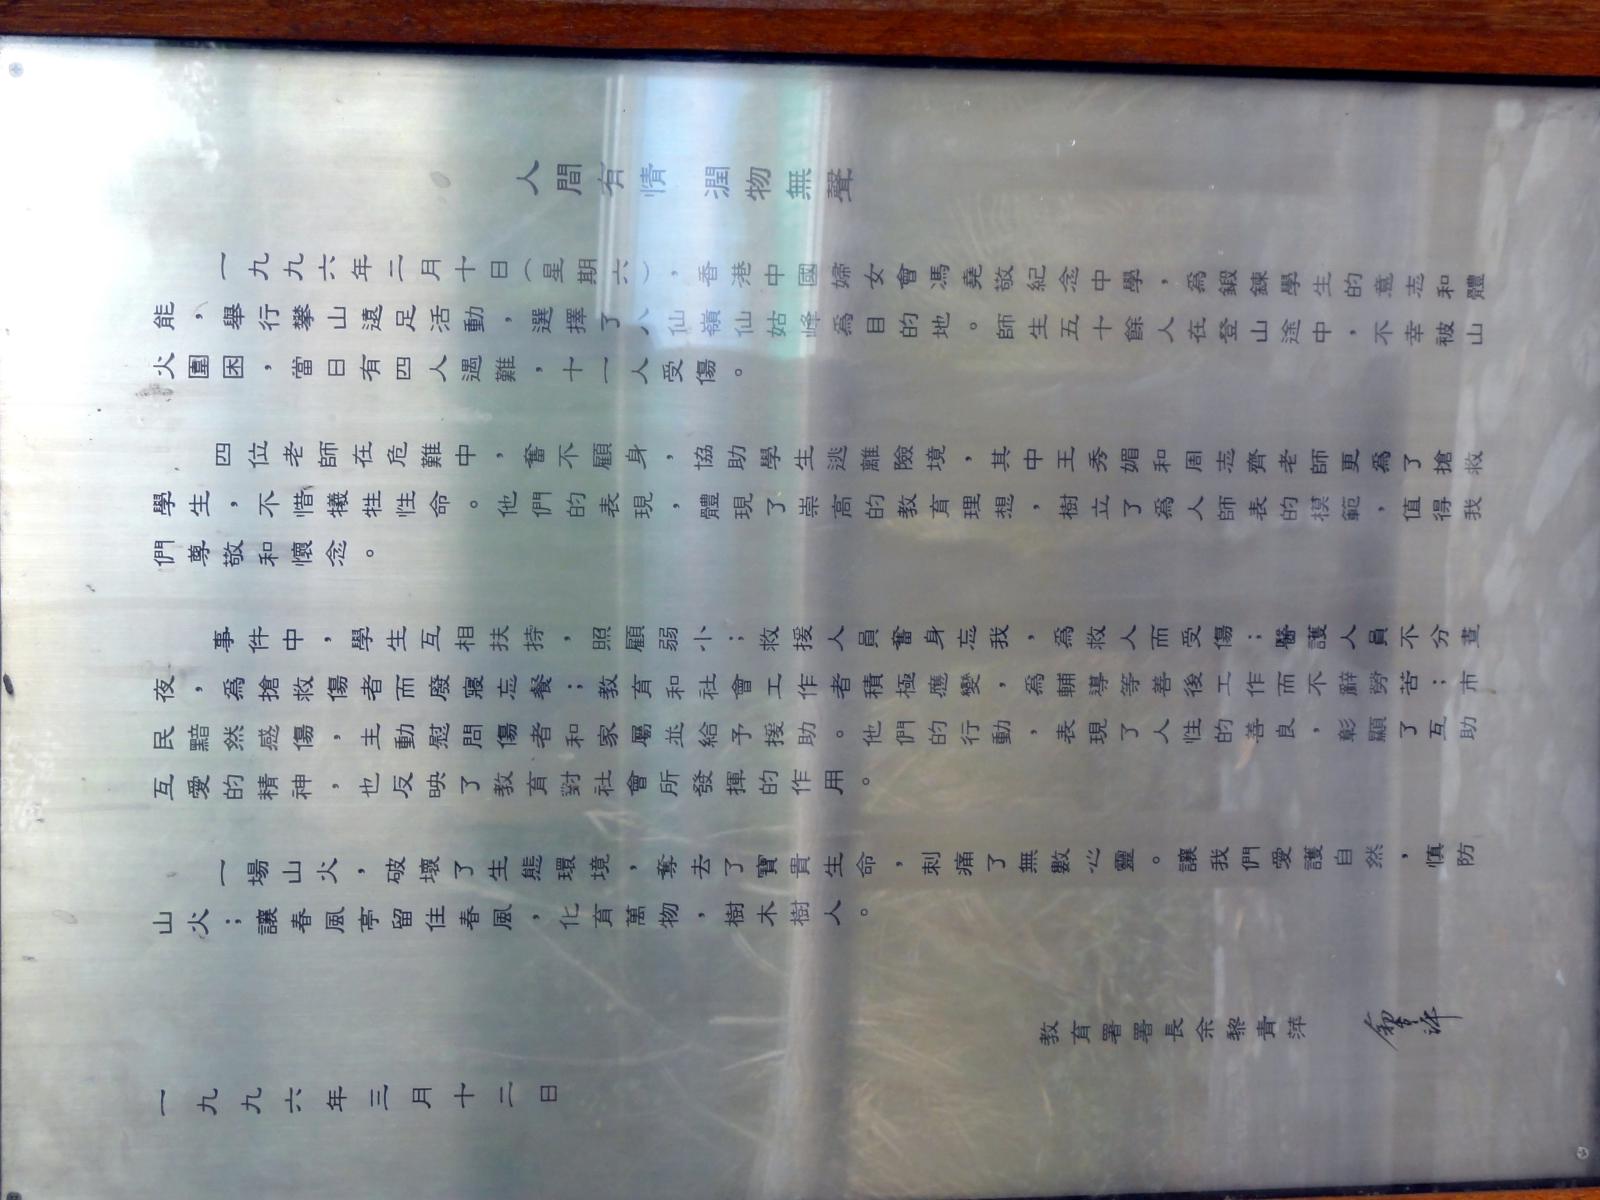 人間有情　潤物無聲
一九九六年二月十日（星期六），香港中國婦女會馮堯敬紀念中學，為鍛鍊學生的意志和體
能，舉行攀山遠足活動，選擇了八仙嶺仙姑峰為目的地。師生五十餘人在登山途中，不幸被山
火圍困，當日有四人遇難，十一人受傷。
四位老師在危難中，奮不顧身，協助學生逃離險境，其中王秀媚和周志齊老師更為了搶救
學生，不惜犧牲性命。他們的表現，體現了崇高的教育理想，樹立了為人師表的模範，值得我
們尊敬和懷念。
事件中，學生互相扶持，照顧弱小；救援人員奮身忘我，為救人而受傷；醫護人員不分晝
夜，為搶救傷者而廢寢忘餐；教育和社會工作者積極應變，為輔導等善後工作而不辭勞苦；市
民黯然感傷，主動慰問傷者和家屬並給予援助。他們的行動，表現了人性的善良，彰顯了互助
互愛的精神，也反映了教育對社會所發揮的作用。
一場山火，破壞了生態環境，奪去了寶貴生命，刺痛了無數心靈。讓我們愛護自然，慎防
山火；讓春風亭留住春風，化育萬物，樹木樹人。
教育署署長余黎青萍
一九九六年三月十二日